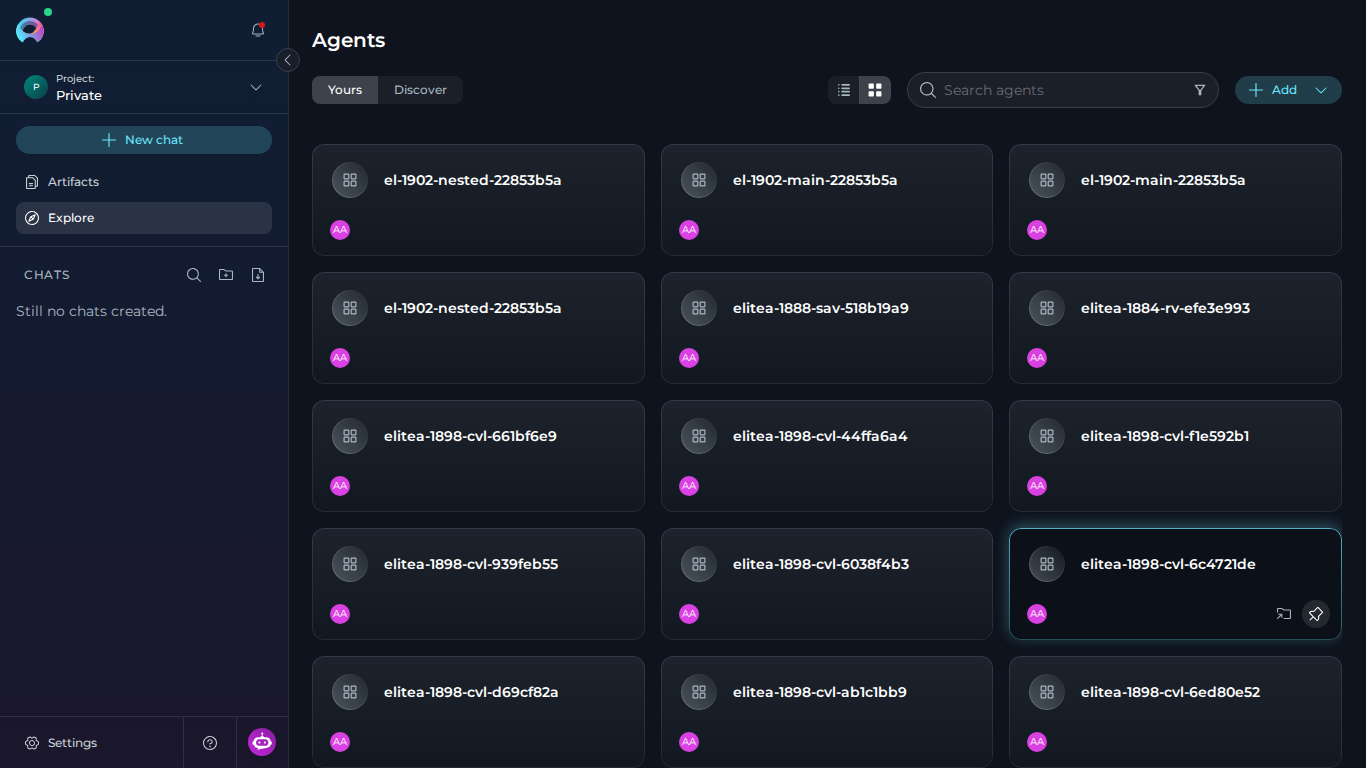 Agents
P
Project:
Private
Yours
Discover
Search agents
Add
New chat
Artifacts
Explore
CHATS
Still no chats created.
el-1902-nested-22853b5a
AA
el-1902-main-22853b5a
AA
el-1902-main-22853b5a
AA
el-1902-nested-22853b5a
AA
elitea-1888-sav-518b19a9
AA
elitea-1884-rv-efe3e993
AA
elitea-1898-cvl-661bf6e9
AA
elitea-1898-cvl-44ffa6a4
AA
elitea-1898-cvl-f1e592b1
AA
elitea-1898-cvl-939feb55
AA
elitea-1898-cvl-6038f4b3
AA
elitea-1898-cvl-6c4721de
AA
elitea-1898-cvl-d69cf82a
AA
elitea-1898-cvl-ab1c1bb9
AA
elitea-1898-cvl-6ed80e52
AA
Settings